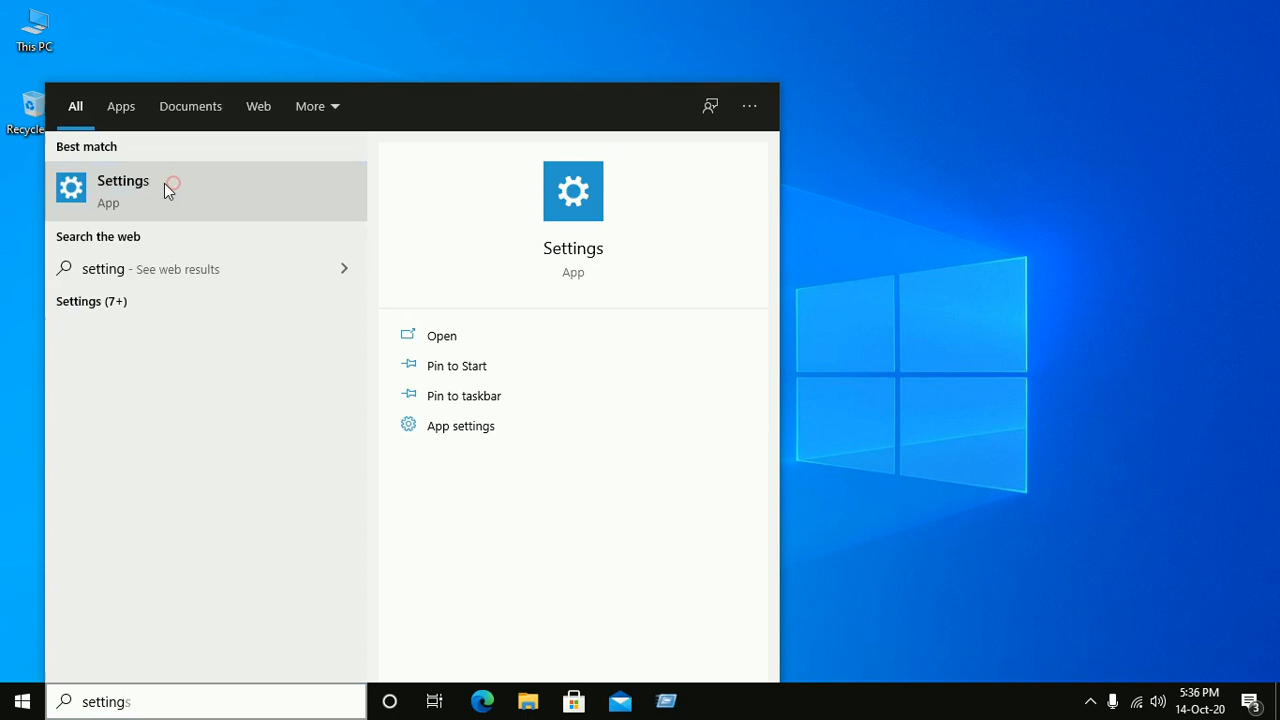 This PC
Recycle
All Apps Documents Web More
Best match
Settings
App
Search the web
setting - See web results
Settings (7+)
Settings
App
Open
Pin to Start
Pin to taskbar
App settings
settings
5:36 PM
14-Oct-20
3